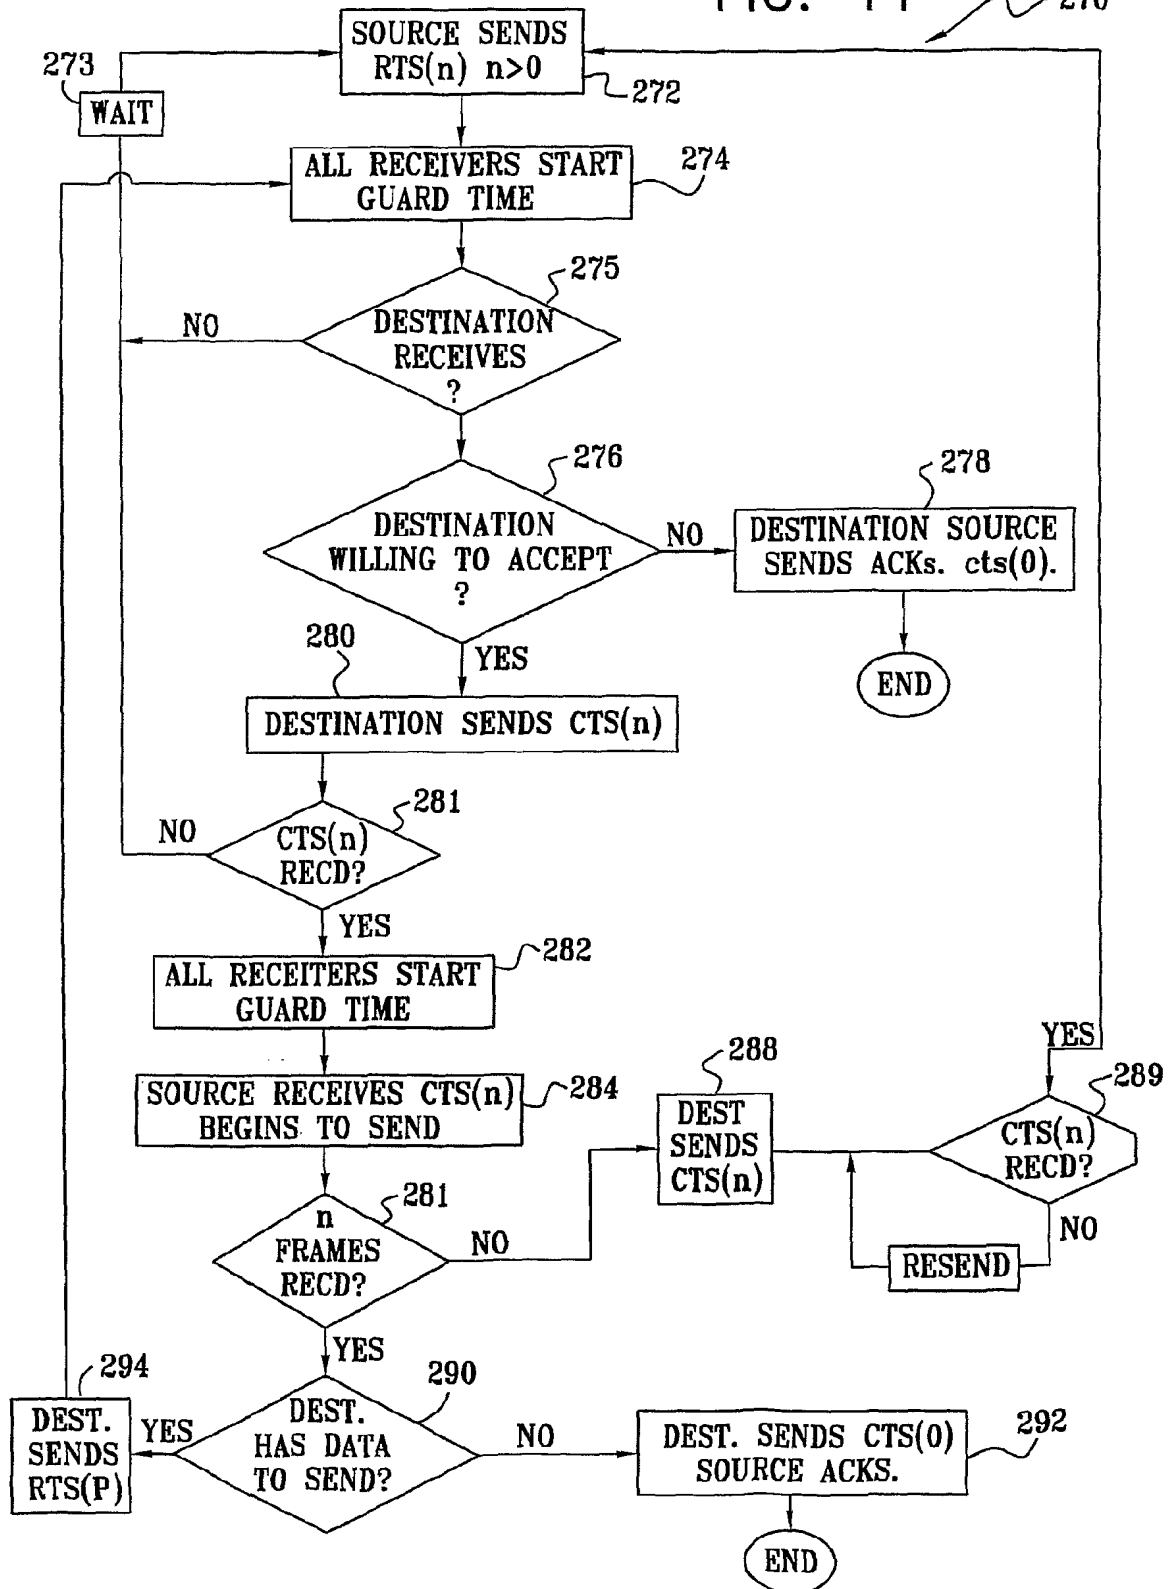 FIG. 11
270
SOURCE SENDS
RTS(n) n>0
272
273
WAIT
ALL RECEIVERS START
GUARD TIME
274
275
DESTINATION
RECEIVES
?
NO
276
DESTINATION
WILLING TO ACCEPT
?
NO
278
DESTINATION SOURCE
SENDS ACKs. cts(0).
END
YES
280
DESTINATION SENDS CTS(n)
281
CTS(n)
RECD?
NO
YES
282
ALL RECEITERS START
GUARD TIME
SOURCE RECEIVES CTS(n)
BEGINS TO SEND
284
281
n
FRAMES
RECD?
NO
288
DEST
SENDS
CTS(n)
YES
289
CTS(n)
RECD?
NO
RESEND
YES
290
DEST.
HAS DATA
TO SEND?
YES
294
DEST.
SENDS
RTS(P)
NO
DEST. SENDS CTS(0)
SOURCE ACKS.
292
END